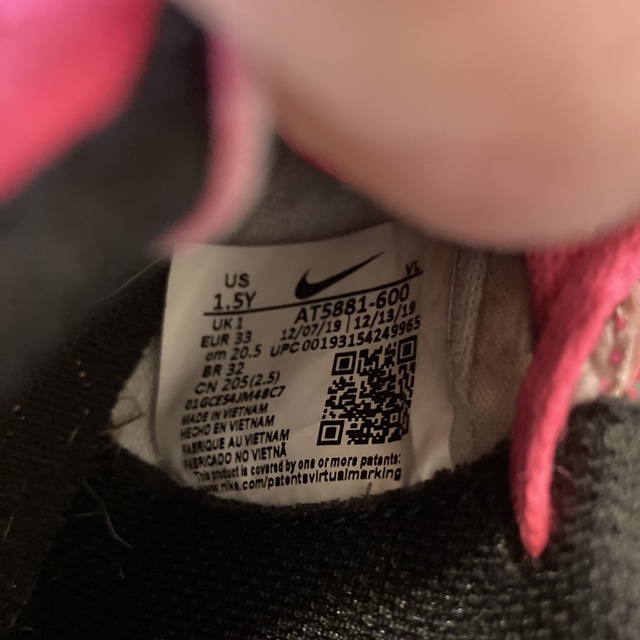 US
1.5Y
VL
AT5881-600
UK 1
12/07/19 | 12/13/19
EUR 33
UPC 00193154249965
cm 20.5
BR 32
CN 205(2.5)
01GCES4JM48C7
MADE IN VIETNAM
HECHO EN VIETNAM
FABRIQUE AU VIETNAM
FABRICADO NO VIETNÃ
This product is covered by one or more patents:
www.nike.com/patentsvirtualmarking